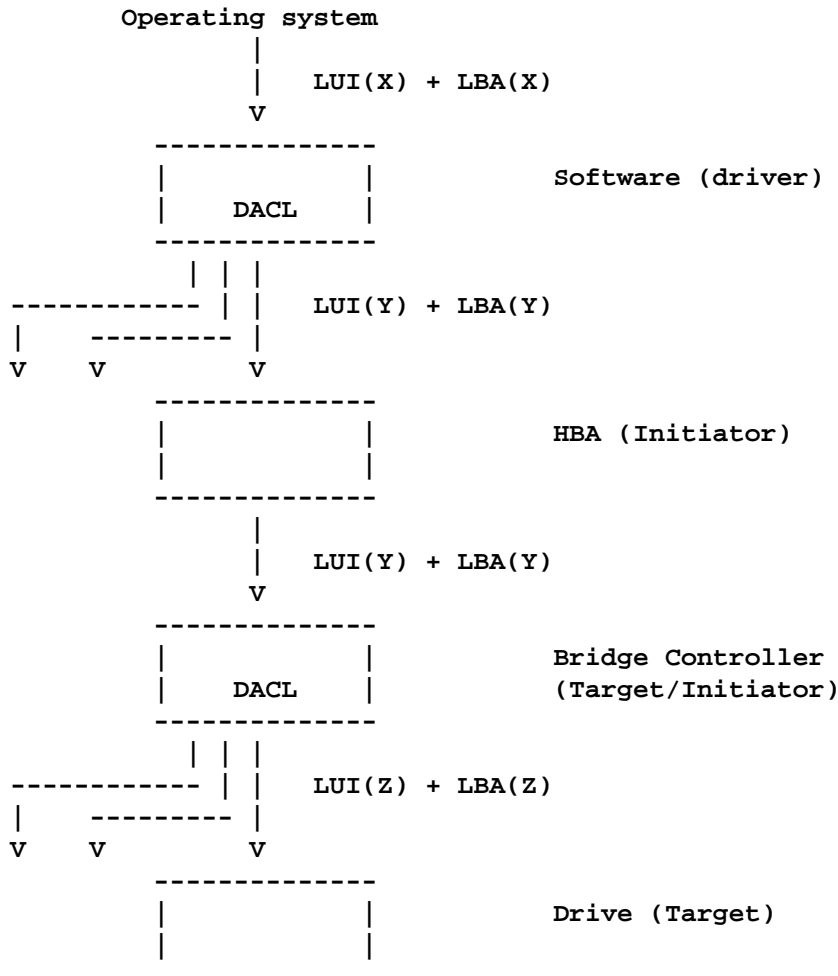 Operating system
LUI(X) + LBA(X)
Software (driver)
DACL
LUI(Y) + LBA(Y)
HBA (Initiator)
LUI(Y) + LBA(Y)
Bridge Controller
DACL (Target/Initiator)
LUI(Z) + LBA(Z)
Drive (Target)